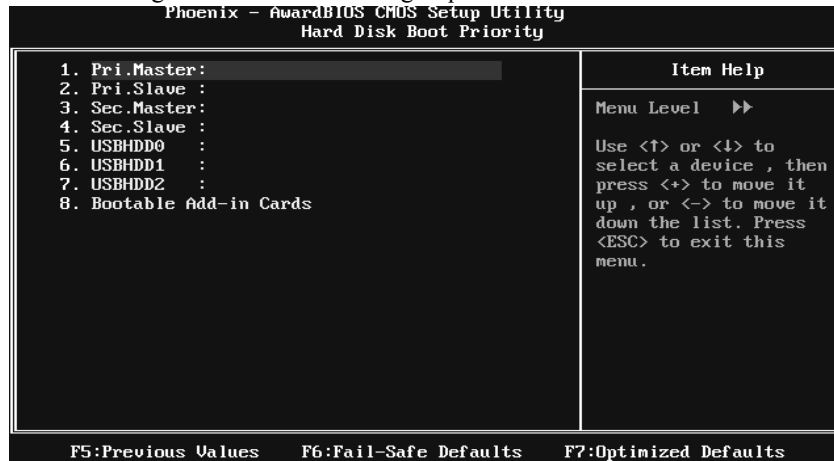 Phoenix - AwardBIOS CMOS Setup Utility
Hard Disk Boot Priority
1. Pri.Master:
2. Pri.Slave :
3. Sec.Master:
4. Sec.Slave :
5. USBHDD0 :
6. USBHDD1 :
7. USBHDD2 :
8. Bootable Add-in Cards
Item Help
Menu Level ▸▸
Use <↑> or <↓> to
select a device , then
press <+> to move it
up , or <-> to move it
down the list. Press
<ESC> to exit this
menu.
F5:Previous Values F6:Fail-Safe Defaults F7:Optimized Defaults